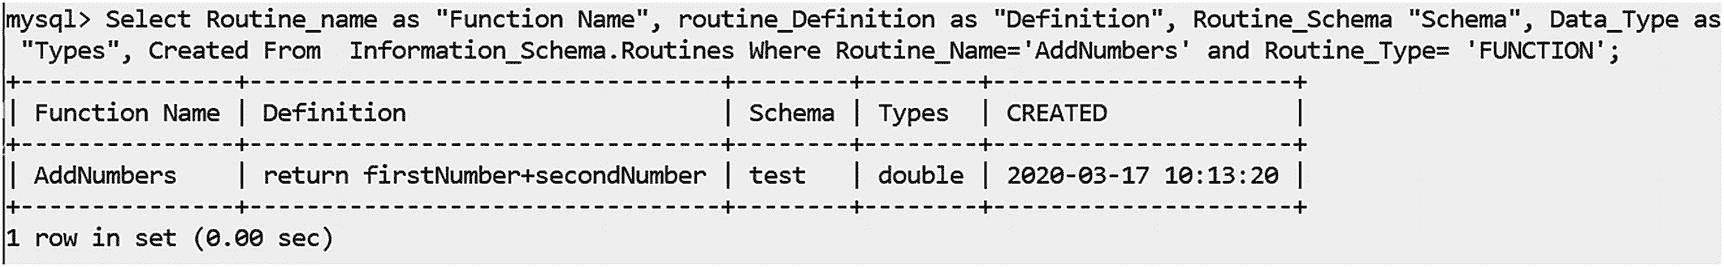 mysql> Select Routine_name as "Function Name", routine_Definition as "Definition", Routine_Schema "Schema", Data_Type as
"Types", Created From  Information_Schema.Routines Where Routine_Name='AddNumbers' and Routine_Type= 'FUNCTION';
+---------------+---------------------------------+--------+--------+---------------------+
| Function Name | Definition                      | Schema | Types  | CREATED             |
+---------------+---------------------------------+--------+--------+---------------------+
| AddNumbers    | return firstNumber+secondNumber | test   | double | 2020-03-17 10:13:20 |
+---------------+---------------------------------+--------+--------+---------------------+
1 row in set (0.00 sec)